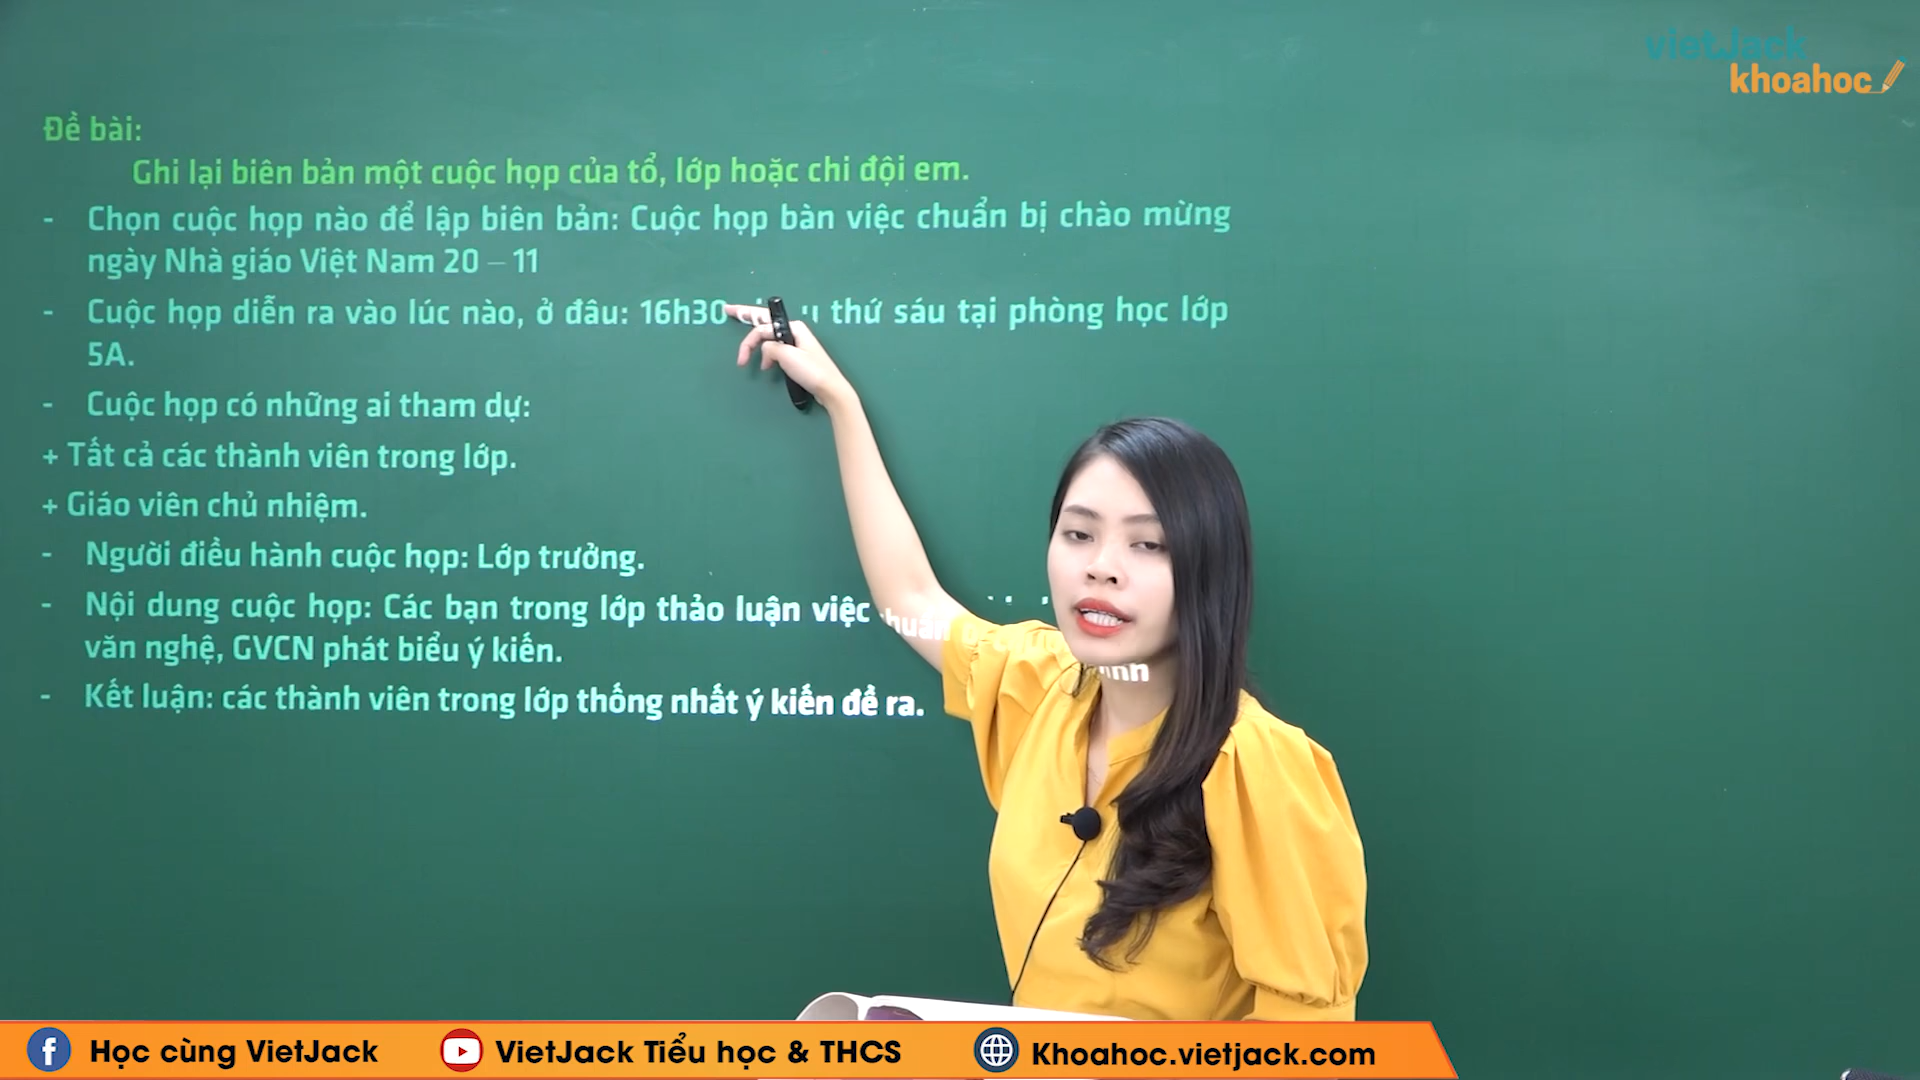 vietJack
khoahoc
Đề bài:
Ghi lại biên bản một cuộc họp của tổ, lớp hoặc chi đội em.
- Chọn cuộc họp nào để lập biên bản: Cuộc họp bàn việc chuẩn bị chào mừng
ngày Nhà giáo Việt Nam 20 – 11
- Cuộc họp diễn ra vào lúc nào, ở đâu: 16h30 thứ sáu tại phòng học lớp
5A.
- Cuộc họp có những ai tham dự:
+ Tất cả các thành viên trong lớp.
+ Giáo viên chủ nhiệm.
- Người điều hành cuộc họp: Lớp trưởng.
- Nội dung cuộc họp: Các bạn trong lớp thảo luận việc
văn nghệ, GVCN phát biểu ý kiến.
- Kết luận: các thành viên trong lớp thống nhất ý kiến đề ra.
Học cùng VietJack
VietJack Tiểu học & THCS
Khoahoc.vietjack.com